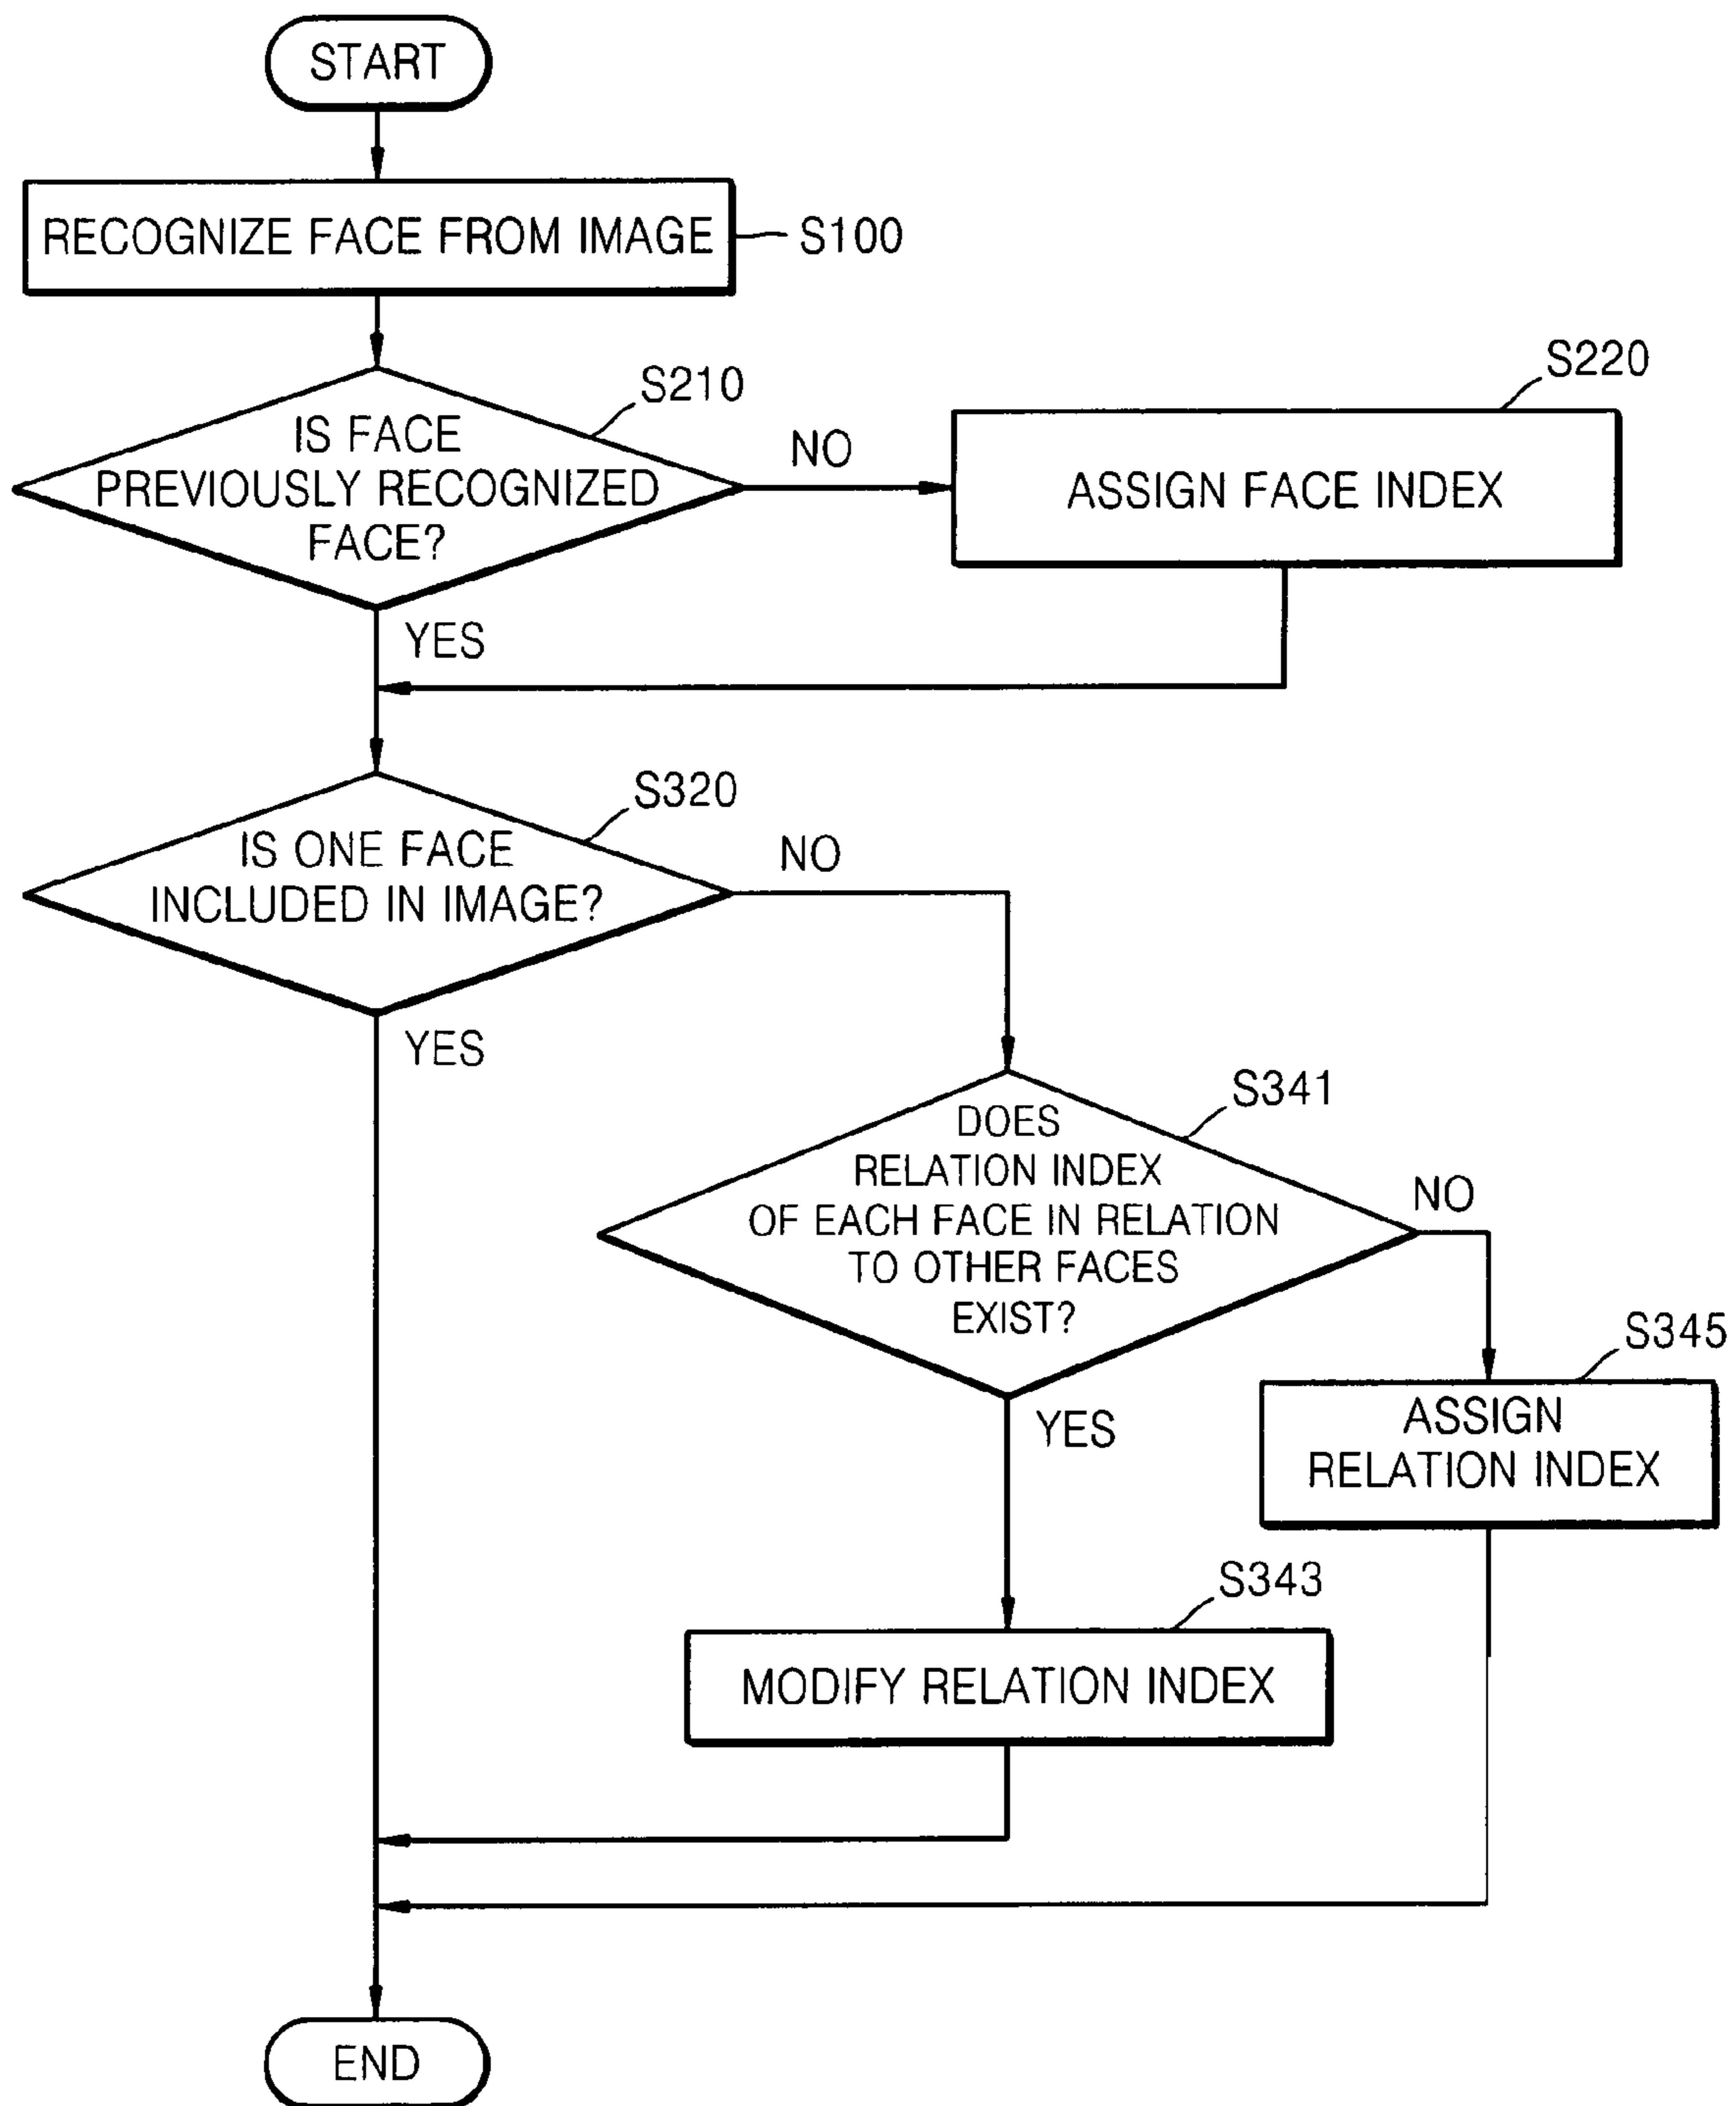 START
RECOGNIZE FACE FROM IMAGE
S100
S210
IS FACE
PREVIOUSLY RECOGNIZED
FACE?
NO
S220
ASSIGN FACE INDEX
YES
S320
IS ONE FACE
INCLUDED IN IMAGE?
NO
YES
S341
DOES
RELATION INDEX
OF EACH FACE IN RELATION
TO OTHER FACES
EXIST?
NO
S345
ASSIGN
RELATION INDEX
YES
S343
MODIFY RELATION INDEX
END